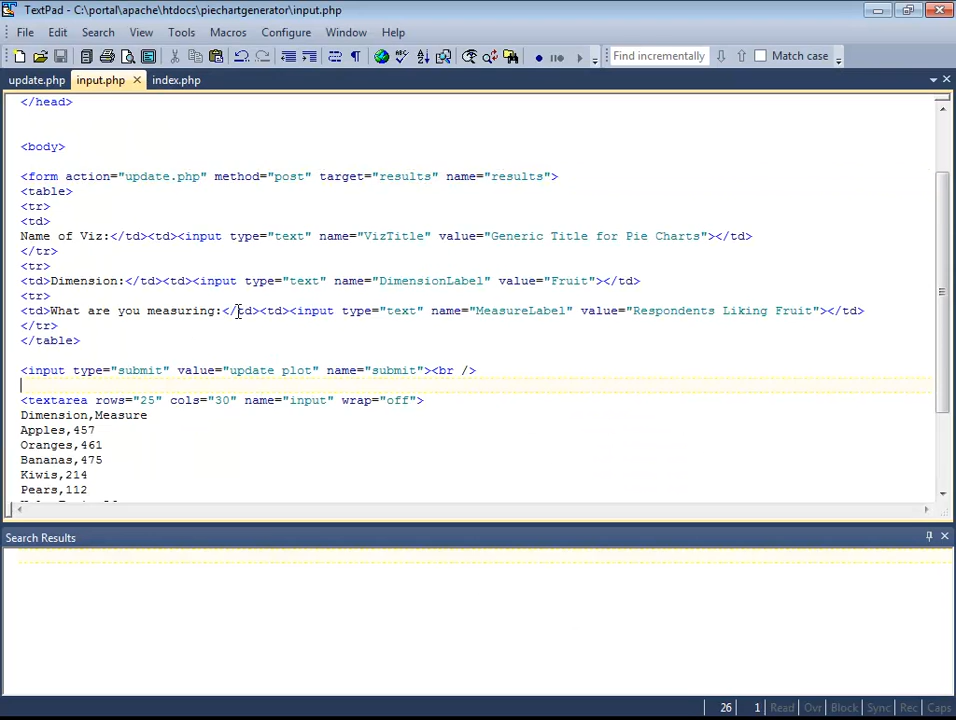 TextPad - C:\portal\apache\htdocs\piechartgenerator\input.php
File Edit Search View Tools Macros Configure Window Help
Find incrementally Match case
update.php input.php index.php
</head>
<body>
<form action="update.php" method="post" target="results" name="results">
<table>
<tr>
<td>
Name of Viz:</td><td><input type="text" name="VizTitle" value="Generic Title for Pie Charts"></td>
</tr>
<tr>
<td>Dimension:</td><td><input type="text" name="DimensionLabel" value="Fruit"></td>
<tr>
<td>What are you measuring:</td><td><input type="text" name="MeasureLabel" value="Respondents Liking Fruit"></td>
</tr>
</table>
<input type="submit" value="update plot" name="submit"><br />
<textarea rows="25" cols="30" name="input" wrap="off">
Dimension,Measure
Apples,457
Oranges,461
Bananas,475
Kiwis,214
Pears,112
Search Results
26 1 Read Ovr Block Sync Rec Caps